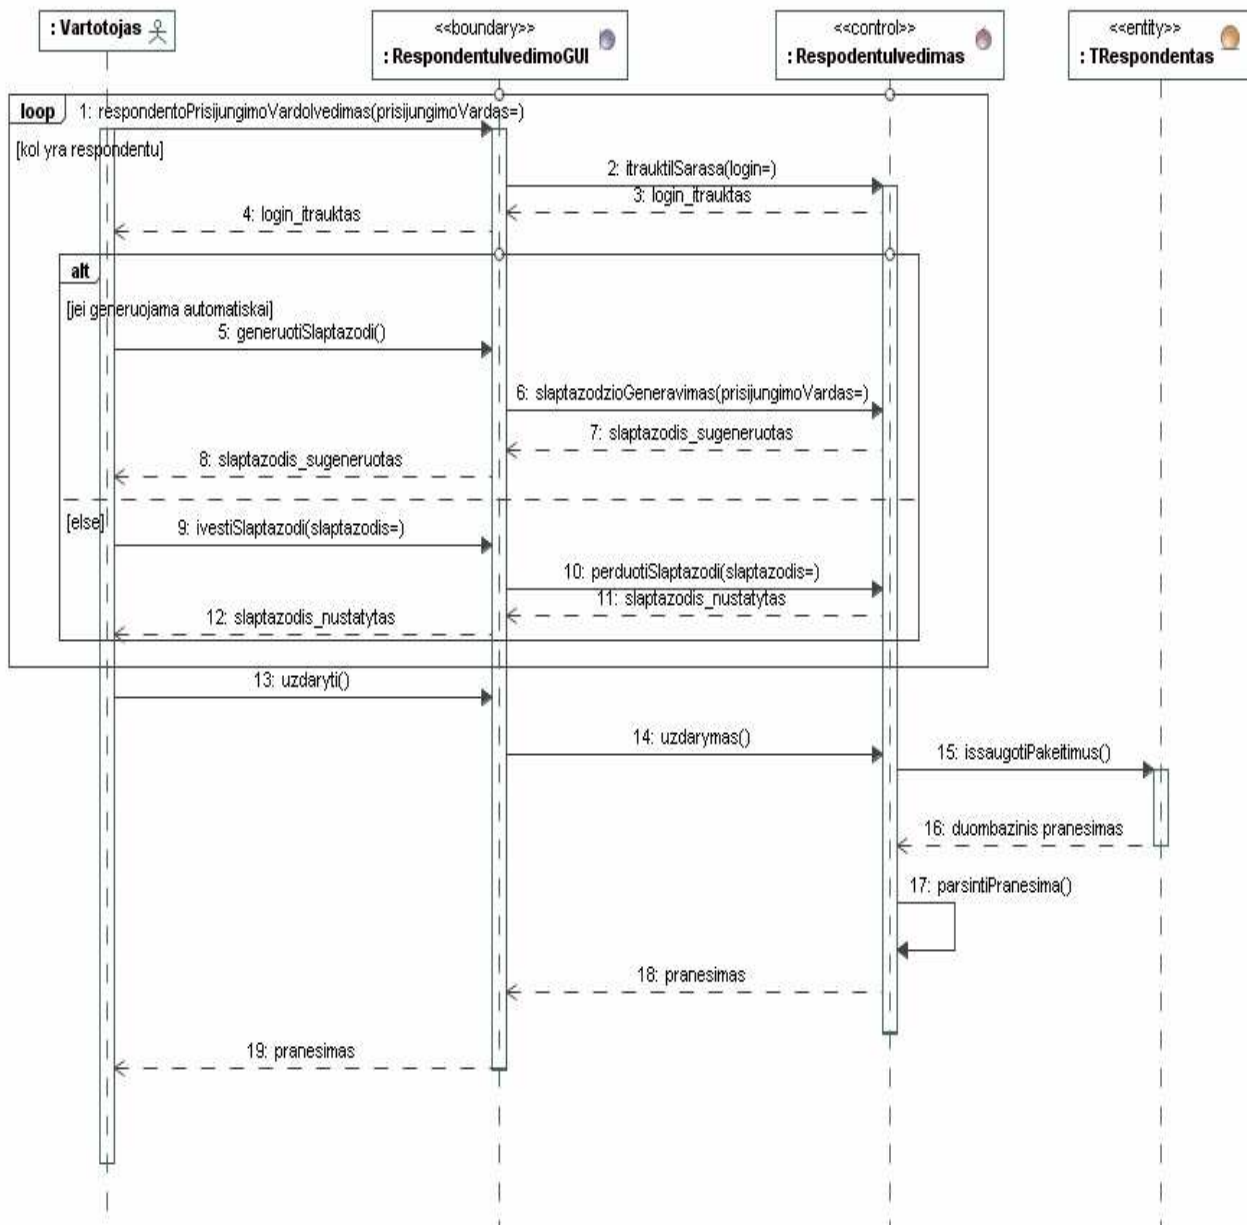 : Vartotojas
<<boundary>>
: RespondentuIvedimoGUI
<<control>>
: RespodentuIvedimas
<<entity>>
: TRespondentas
loop
1: respondentoPrisijungimoVardoIvedimas(prisijungimoVardas=)
[kol yra respondentu]
2: itrauktiISarasa(login=)
3: login_itrauktas
4: login_itrauktas
alt
[jei generuojama automatiskai]
5: generuotiSlaptazodi()
6: slaptazodzioGeneravimas(prisijungimoVardas=)
7: slaptazodis_sugeneruotas
8: slaptazodis_sugeneruotas
[else]
9: ivestiSlaptazodi(slaptazodis=)
10: perduotiSlaptazodi(slaptazodis=)
11: slaptazodis_nustatytas
12: slaptazodis_nustatytas
13: uzdaryti()
14: uzdarymas()
15: issaugotiPakeitimus()
16: duombazinis pranesimas
17: parsintiPranesima()
18: pranesimas
19: pranesimas